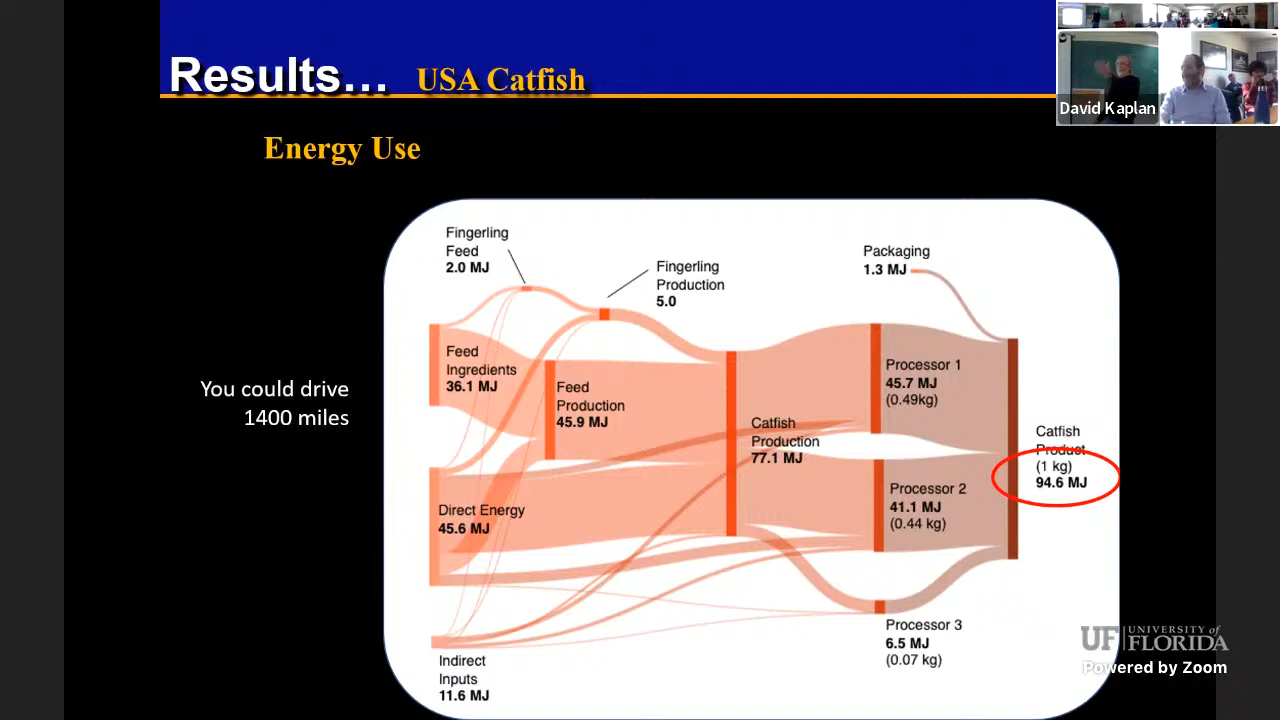 Results… USA Catfish
David Kaplan
Energy Use
Fingerling
Feed
2.0 MJ
Fingerling
Production
5.0
Packaging
1.3 MJ
Feed
Ingredients
36.1 MJ
Feed
Production
45.9 MJ
Processor 1
45.7 MJ
(0.49kg)
You could drive
1400 miles
Catfish
Production
77.1 MJ
Catfish
Product
(1 kg)
94.6 MJ
Direct Energy
45.6 MJ
Processor 2
41.1 MJ
(0.44 kg)
Processor 3
6.5 MJ
(0.07 kg)
Indirect
Inputs
11.6 MJ
UF UNIVERSITY of
FLORIDA
Powered by Zoom